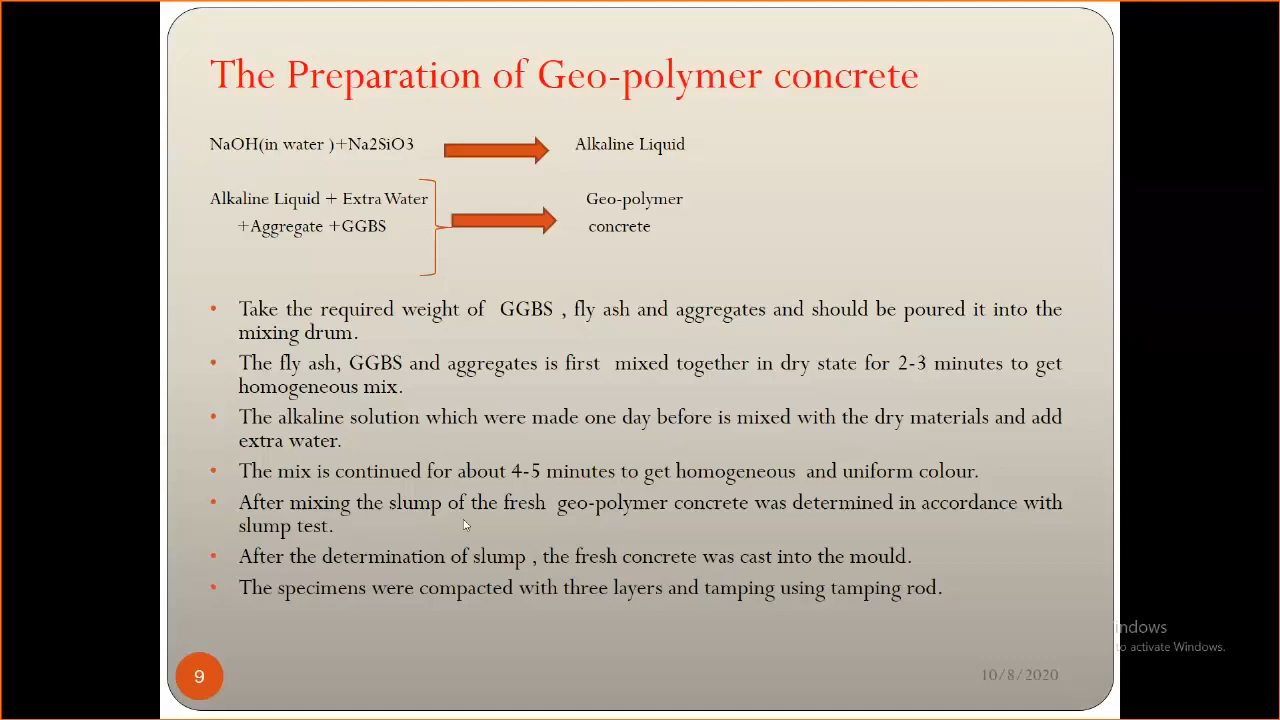 The Preparation of Geo-polymer concrete
NaOH(in water )+Na2SiO3
Alkaline Liquid
Alkaline Liquid + Extra Water
+Aggregate +GGBS
Geo-polymer
concrete
• Take the required weight of GGBS , fly ash and aggregates and should be poured it into the
mixing drum.
• The fly ash, GGBS and aggregates is first mixed together in dry state for 2-3 minutes to get
homogeneous mix.
• The alkaline solution which were made one day before is mixed with the dry materials and add
extra water.
• The mix is continued for about 4-5 minutes to get homogeneous and uniform colour.
• After mixing the slump of the fresh geo-polymer concrete was determined in accordance with
slump test.
• After the determination of slump , the fresh concrete was cast into the mould.
• The specimens were compacted with three layers and tamping using tamping rod.
indows
to activate Windows.
9
10/8/2020